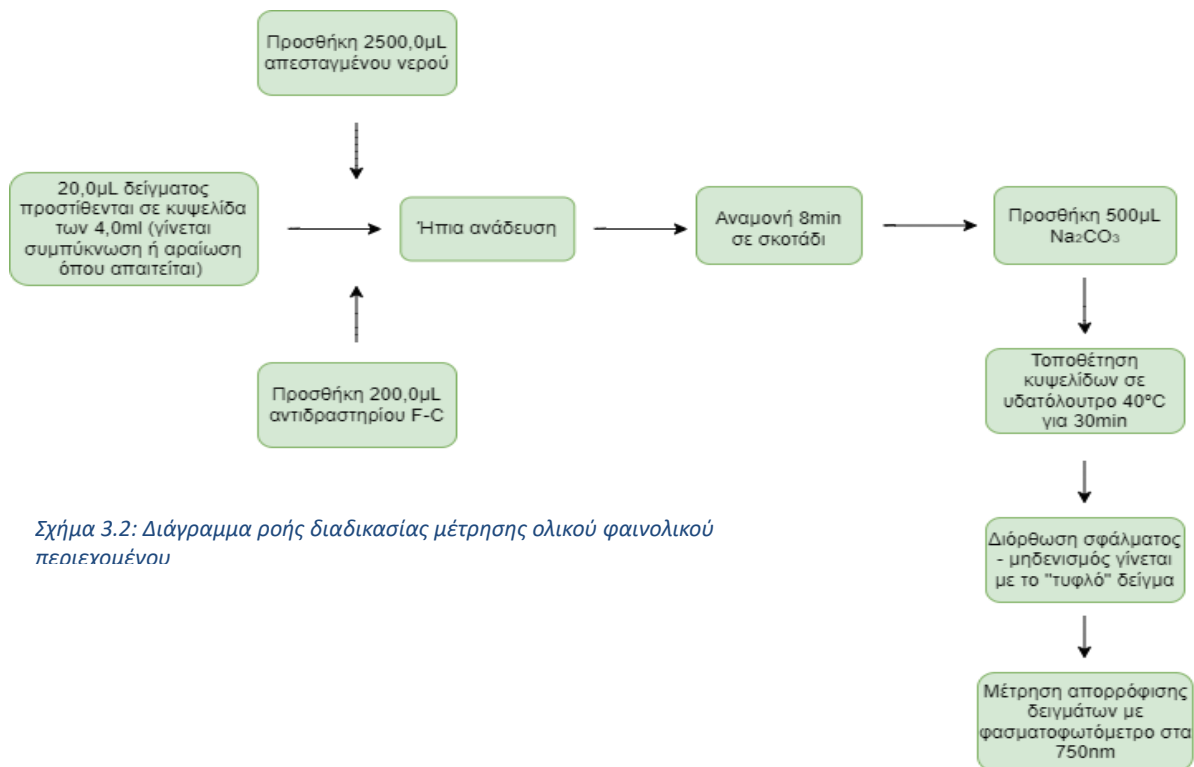 Προσθήκη 2500,0μL
απεσταγμένου νερού
20,0μL δείγματος
προστίθενται σε κυψελίδα
των 4,0ml (γίνεται
συμπύκνωση ή αραίωση
όπου απαιτείται)
Ήπια ανάδευση
Αναμονή 8min
σε σκοτάδι
Προσθήκη 500μL
Na₂CO₃
Προσθήκη 200,0μL
αντιδραστηρίου F-C
Τοποθέτηση
κυψελίδων σε
υδατόλουτρο 40°C
για 30min
Σχήμα 3.2: Διάγραμμα ροής διαδικασίας μέτρησης ολικού φαινολικού
περιεχομένου
Διόρθωση σφάλματος
- μηδενισμός γίνεται
με το "τυφλό" δείγμα
Μέτρηση απορρόφισης
δειγμάτων με
φασματοφωτόμετρο στα
750nm